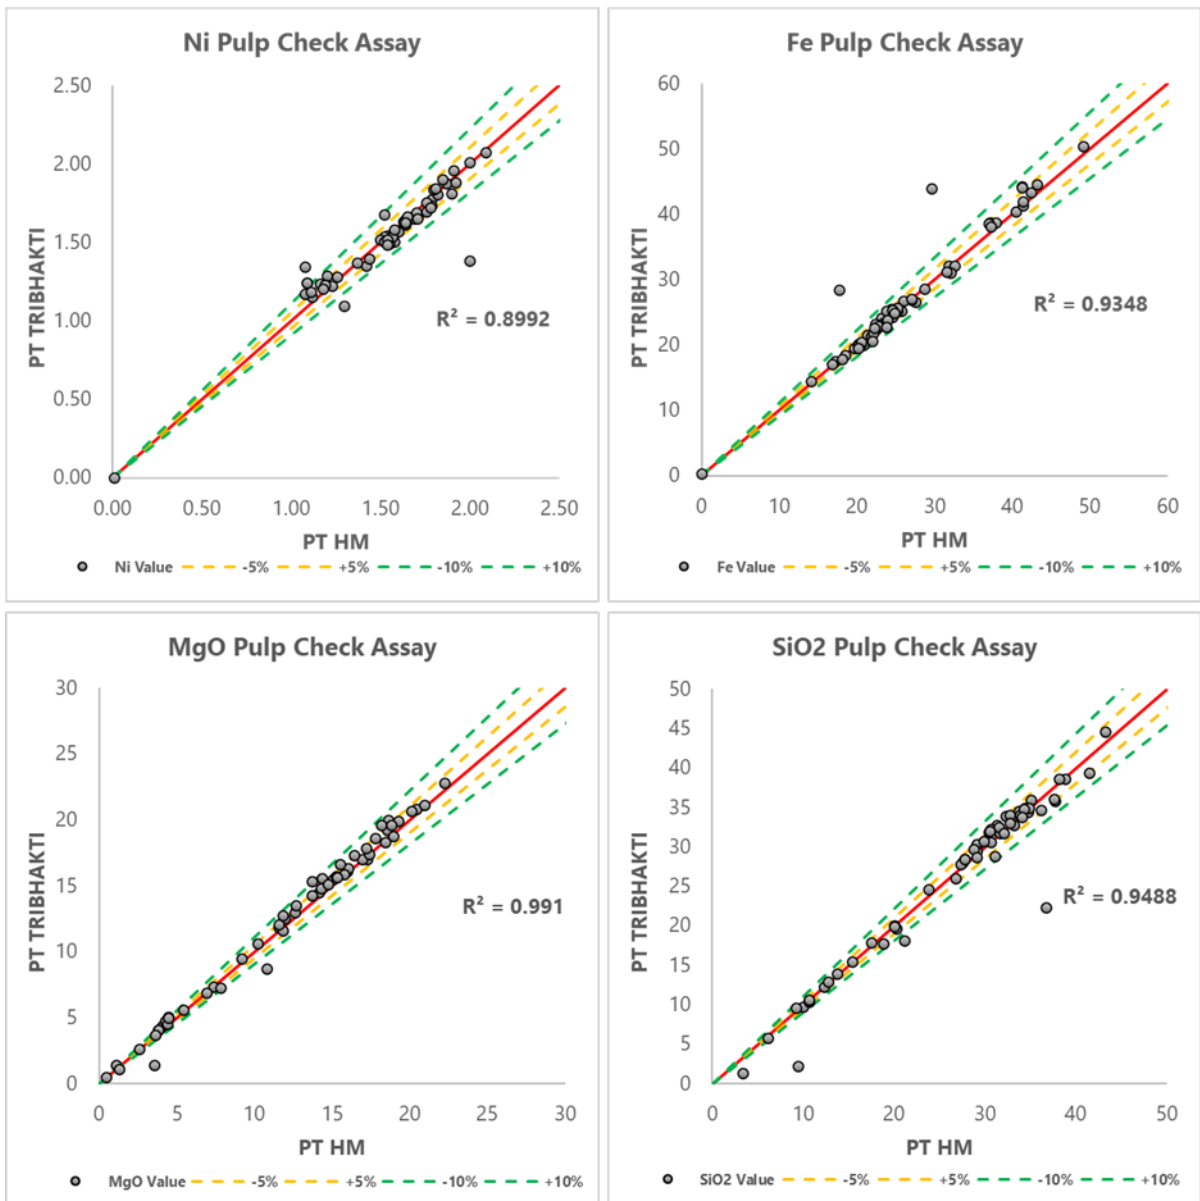 Ni Pulp Check Assay
PT TRIBHAKTI
2.50
2.00
1.50
1.00
0.50
0.00
R² = 0.8992
0.00 0.50 1.00 1.50 2.00 2.50
PT HM
Ni Value -5% +5% -10% +10%
Fe Pulp Check Assay
PT TRIBHAKTI
60
50
40
30
20
10
0
R² = 0.9348
0 10 20 30 40 50 60
PT HM
Fe Value -5% +5% -10% +10%
MgO Pulp Check Assay
PT TRIBHAKTI
30
25
20
15
10
5
0
R² = 0.991
0 5 10 15 20 25 30
PT HM
MgO Value -5% +5% -10% +10%
SiO2 Pulp Check Assay
PT TRIBHAKTI
50
45
40
35
30
25
20
15
10
5
0
R² = 0.9488
0 10 20 30 40 50
PT HM
SiO2 Value -5% +5% -10% +10%